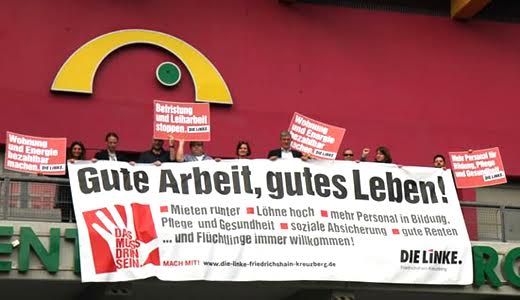 Befristung
und Leiharbeit
stoppen. DIE LINKE.
Wohnung
und Energie
bezahlbar
machen. DIE LINKE.
Wohnung
und Energie
bezahlbar
machen. DIE LINKE.
Mehr Personal für
Bildung, Pflege
und Gesundheit.
Gute Arbeit, gutes Leben!
▪ Mieten runter ▪ Löhne hoch ▪ mehr Personal in Bildung,
Pflege und Gesundheit ▪ soziale Absicherung ▪ gute Renten
... und Flüchtlinge immer willkommen!
DAS
MUSS
DRIN
SEIN.
MACH MIT! www.die-linke-friedrichshain-kreuzberg.de
DIE LINKE.
Friedrichshain-Kreuzberg